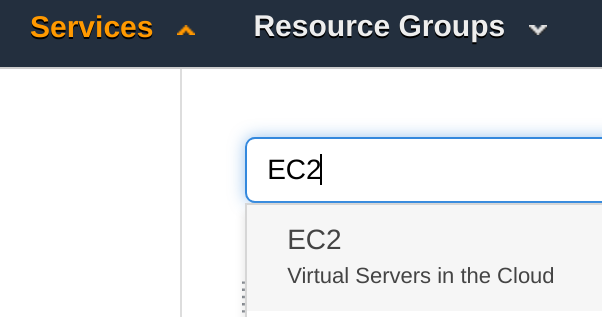 Services Resource Groups
EC2
EC2
Virtual Servers in the Cloud